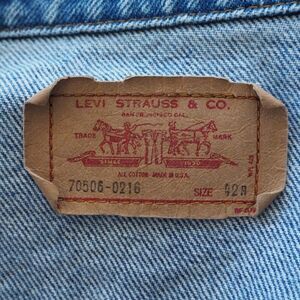 LEVI STRAUSS & CO.
SAN FRANCISCO CAL.
TRADE MARK
ALL COTTON MADE IN U.S.A.
70506-0216 SIZE 42R